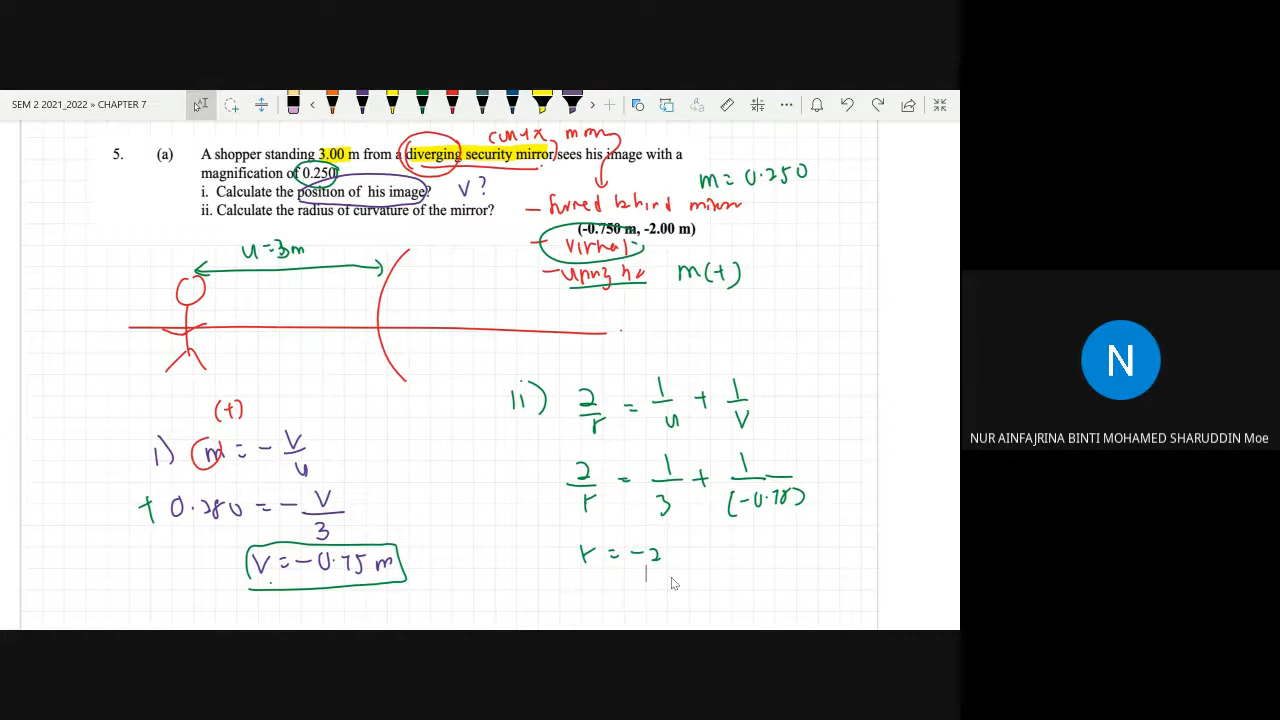 SEM 2 2021_2022 » CHAPTER 7
convex mirror
5. (a) A shopper standing 3.00 m from a diverging security mirror sees his image with a
magnification of 0.250.
m = 0.250
i. Calculate the position of his image?
V?
ii. Calculate the radius of curvature of the mirror?
– formed behind mirror
(-0.750 m, -2.00 m)
– virtual
– upright
m(+)
u = 3m
(+)
i) m = - V/u
+ 0.250 = - V/3
V = - 0.75 m
ii) 2/r = 1/u + 1/V
2/r = 1/3 + 1/(-0.75)
r = -2
N
NUR AINFAJRINA BINTI MOHAMED SHARUDDIN Moe